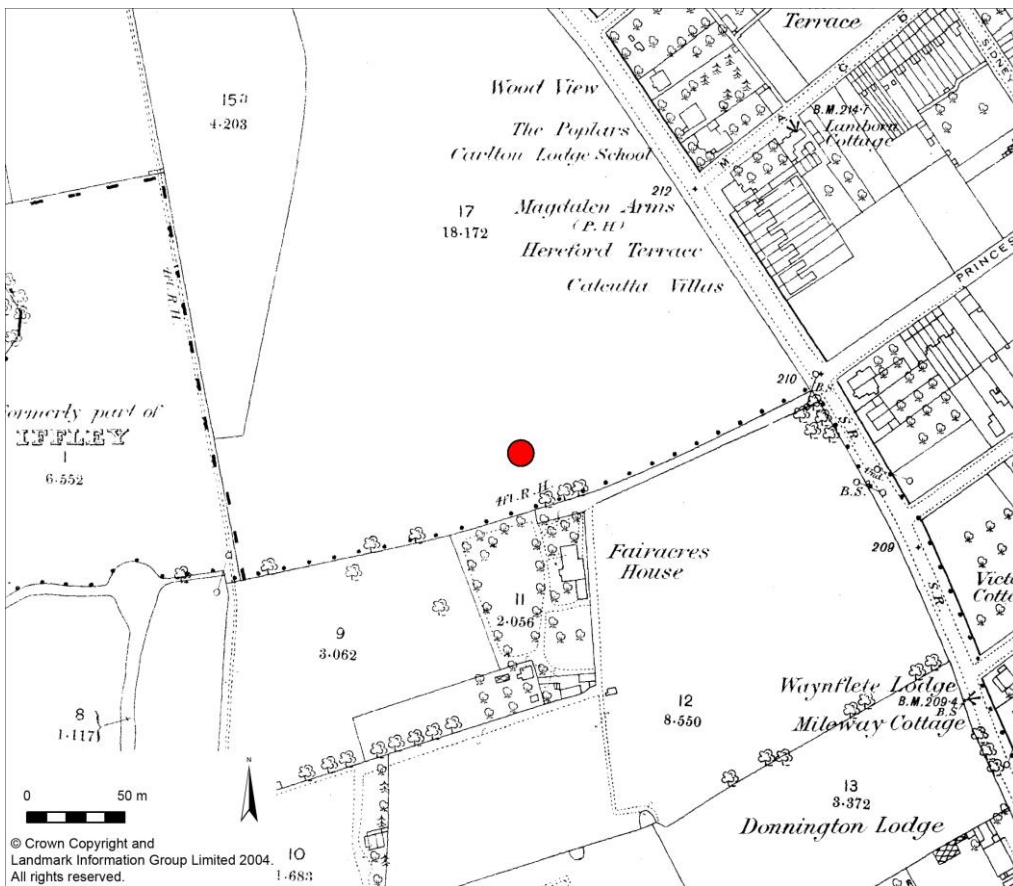 Terrace
SIDNEY
Wood View
B.M. 214·7
15a
4·203
The Poplars
Lamborn
Cottage
Carlton Lodge School
M A G D
212
17
18·172
Magdalen Arms
(P.H)
Hereford Terrace
PRINCES
Calcutta Villas
4ft. R.H.
210
B.S.
Formerly part of
IFFLEY
1
6·552
S.R.
Und.
4ft. R.H.
B.S.
209
Fairacres
House
11
2·056
S.R.
9
3·062
Waynflete Lodge
B.M. 209·4
B.S
Mileway Cottage
12
8·550
8
1·117
N
0 50 m
13
3·372
Donnington Lodge
© Crown Copyright and
Landmark Information Group Limited 2004.
All rights reserved.
10
1·683